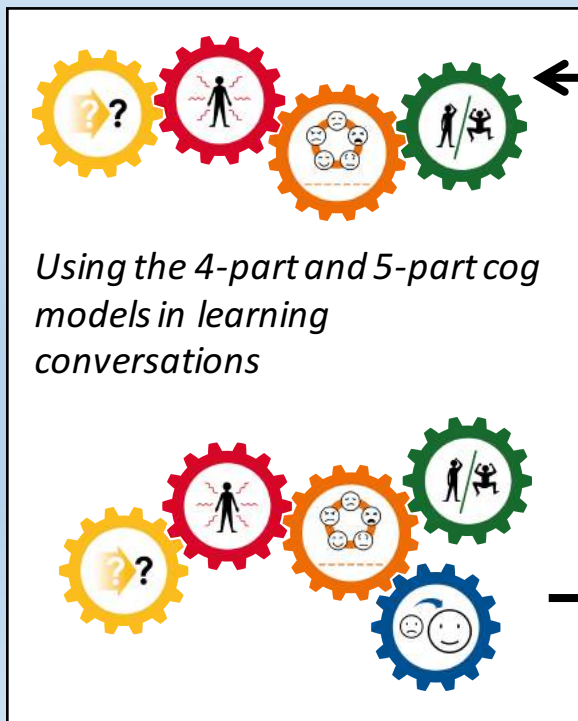 ? ?
Using the 4-part and 5-part cog
models in learning
conversations
? ?